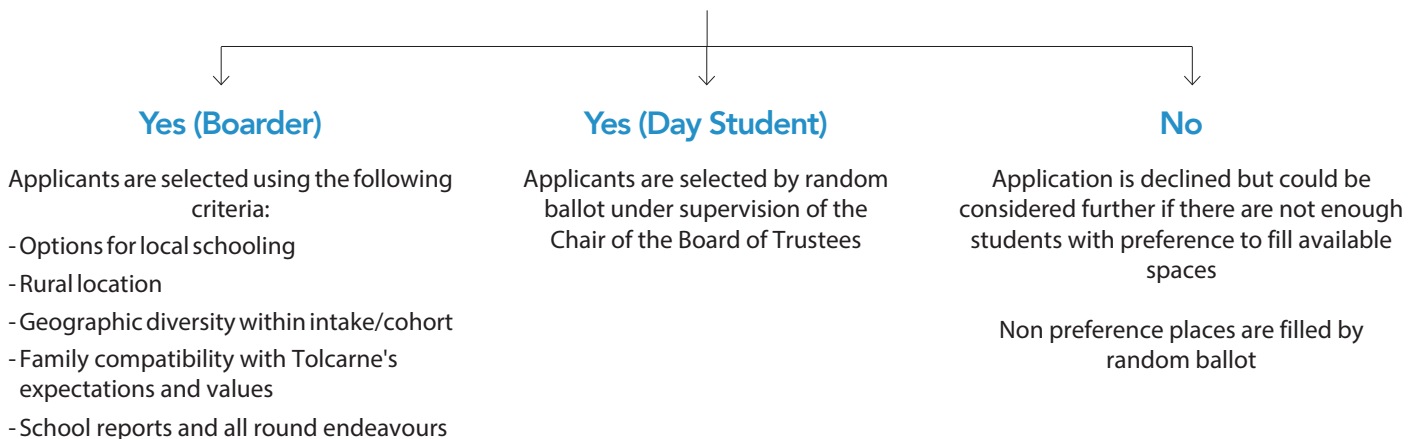 Yes (Boarder)
Applicants are selected using the following
criteria:
- Options for local schooling
- Rural location
- Geographic diversity within intake/cohort
- Family compatibility with Tolcarne's
expectations and values
- School reports and all round endeavours
Yes (Day Student)
Applicants are selected by random
ballot under supervision of the
Chair of the Board of Trustees
No
Application is declined but could be
considered further if there are not enough
students with preference to fill available
spaces
Non preference places are filled by
random ballot